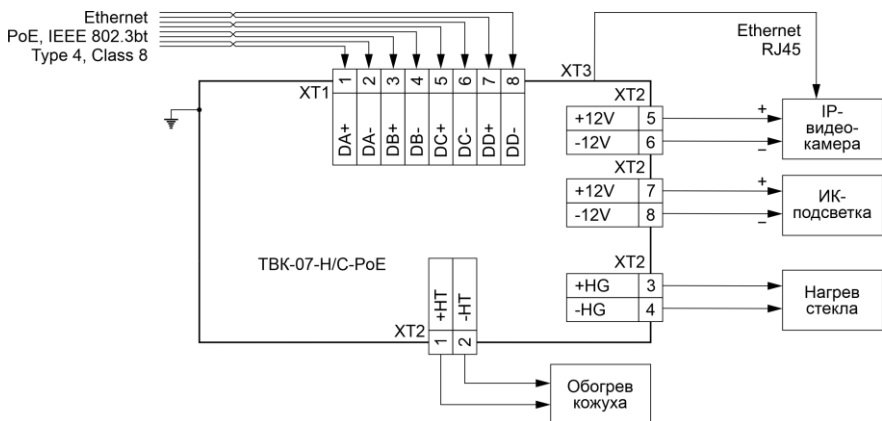 Ethernet
PoE, IEEE 802.3bt
Type 4, Class 8
Ethernet
RJ45
XT3
XT1
1 2 3 4 5 6 7 8
DA+ DA- DB+ DB- DC+ DC- DD+ DD-
XT2
+12V 5
-12V 6
+
–
IP-
видео-
камера
XT2
+12V 7
-12V 8
+
–
ИК-
подсветка
ТВК-07-Н/С-PoE
XT2
+HG 3
-HG 4
Нагрев
стекла
+HT -HT
XT2
1 2
Обогрев
кожуха